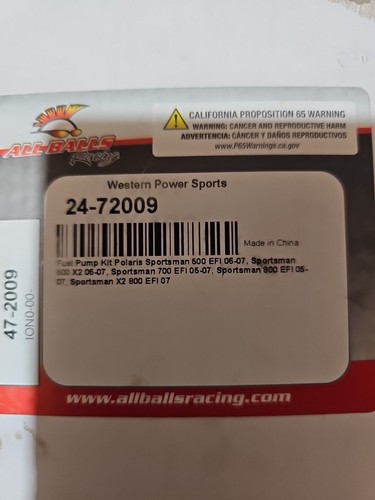 CALIFORNIA PROPOSITION 65 WARNING
WARNING: CANCER AND REPRODUCTIVE HARM
ADVERTENCIA: CÁNCER Y DAÑOS REPRODUCTIVOS
www.P65Warnings.ca.gov
ALL BALLS
Racing
Western Power Sports
24-72009
Made in China
Fuel Pump Kit Polaris Sportsman 500 EFI 06-07, Sportsman
500 X2 06-07, Sportsman 700 EFI 05-07, Sportsman 800 EFI 05-
07, Sportsman X2 800 EFI 07
47-2009
www.allballsracing.com